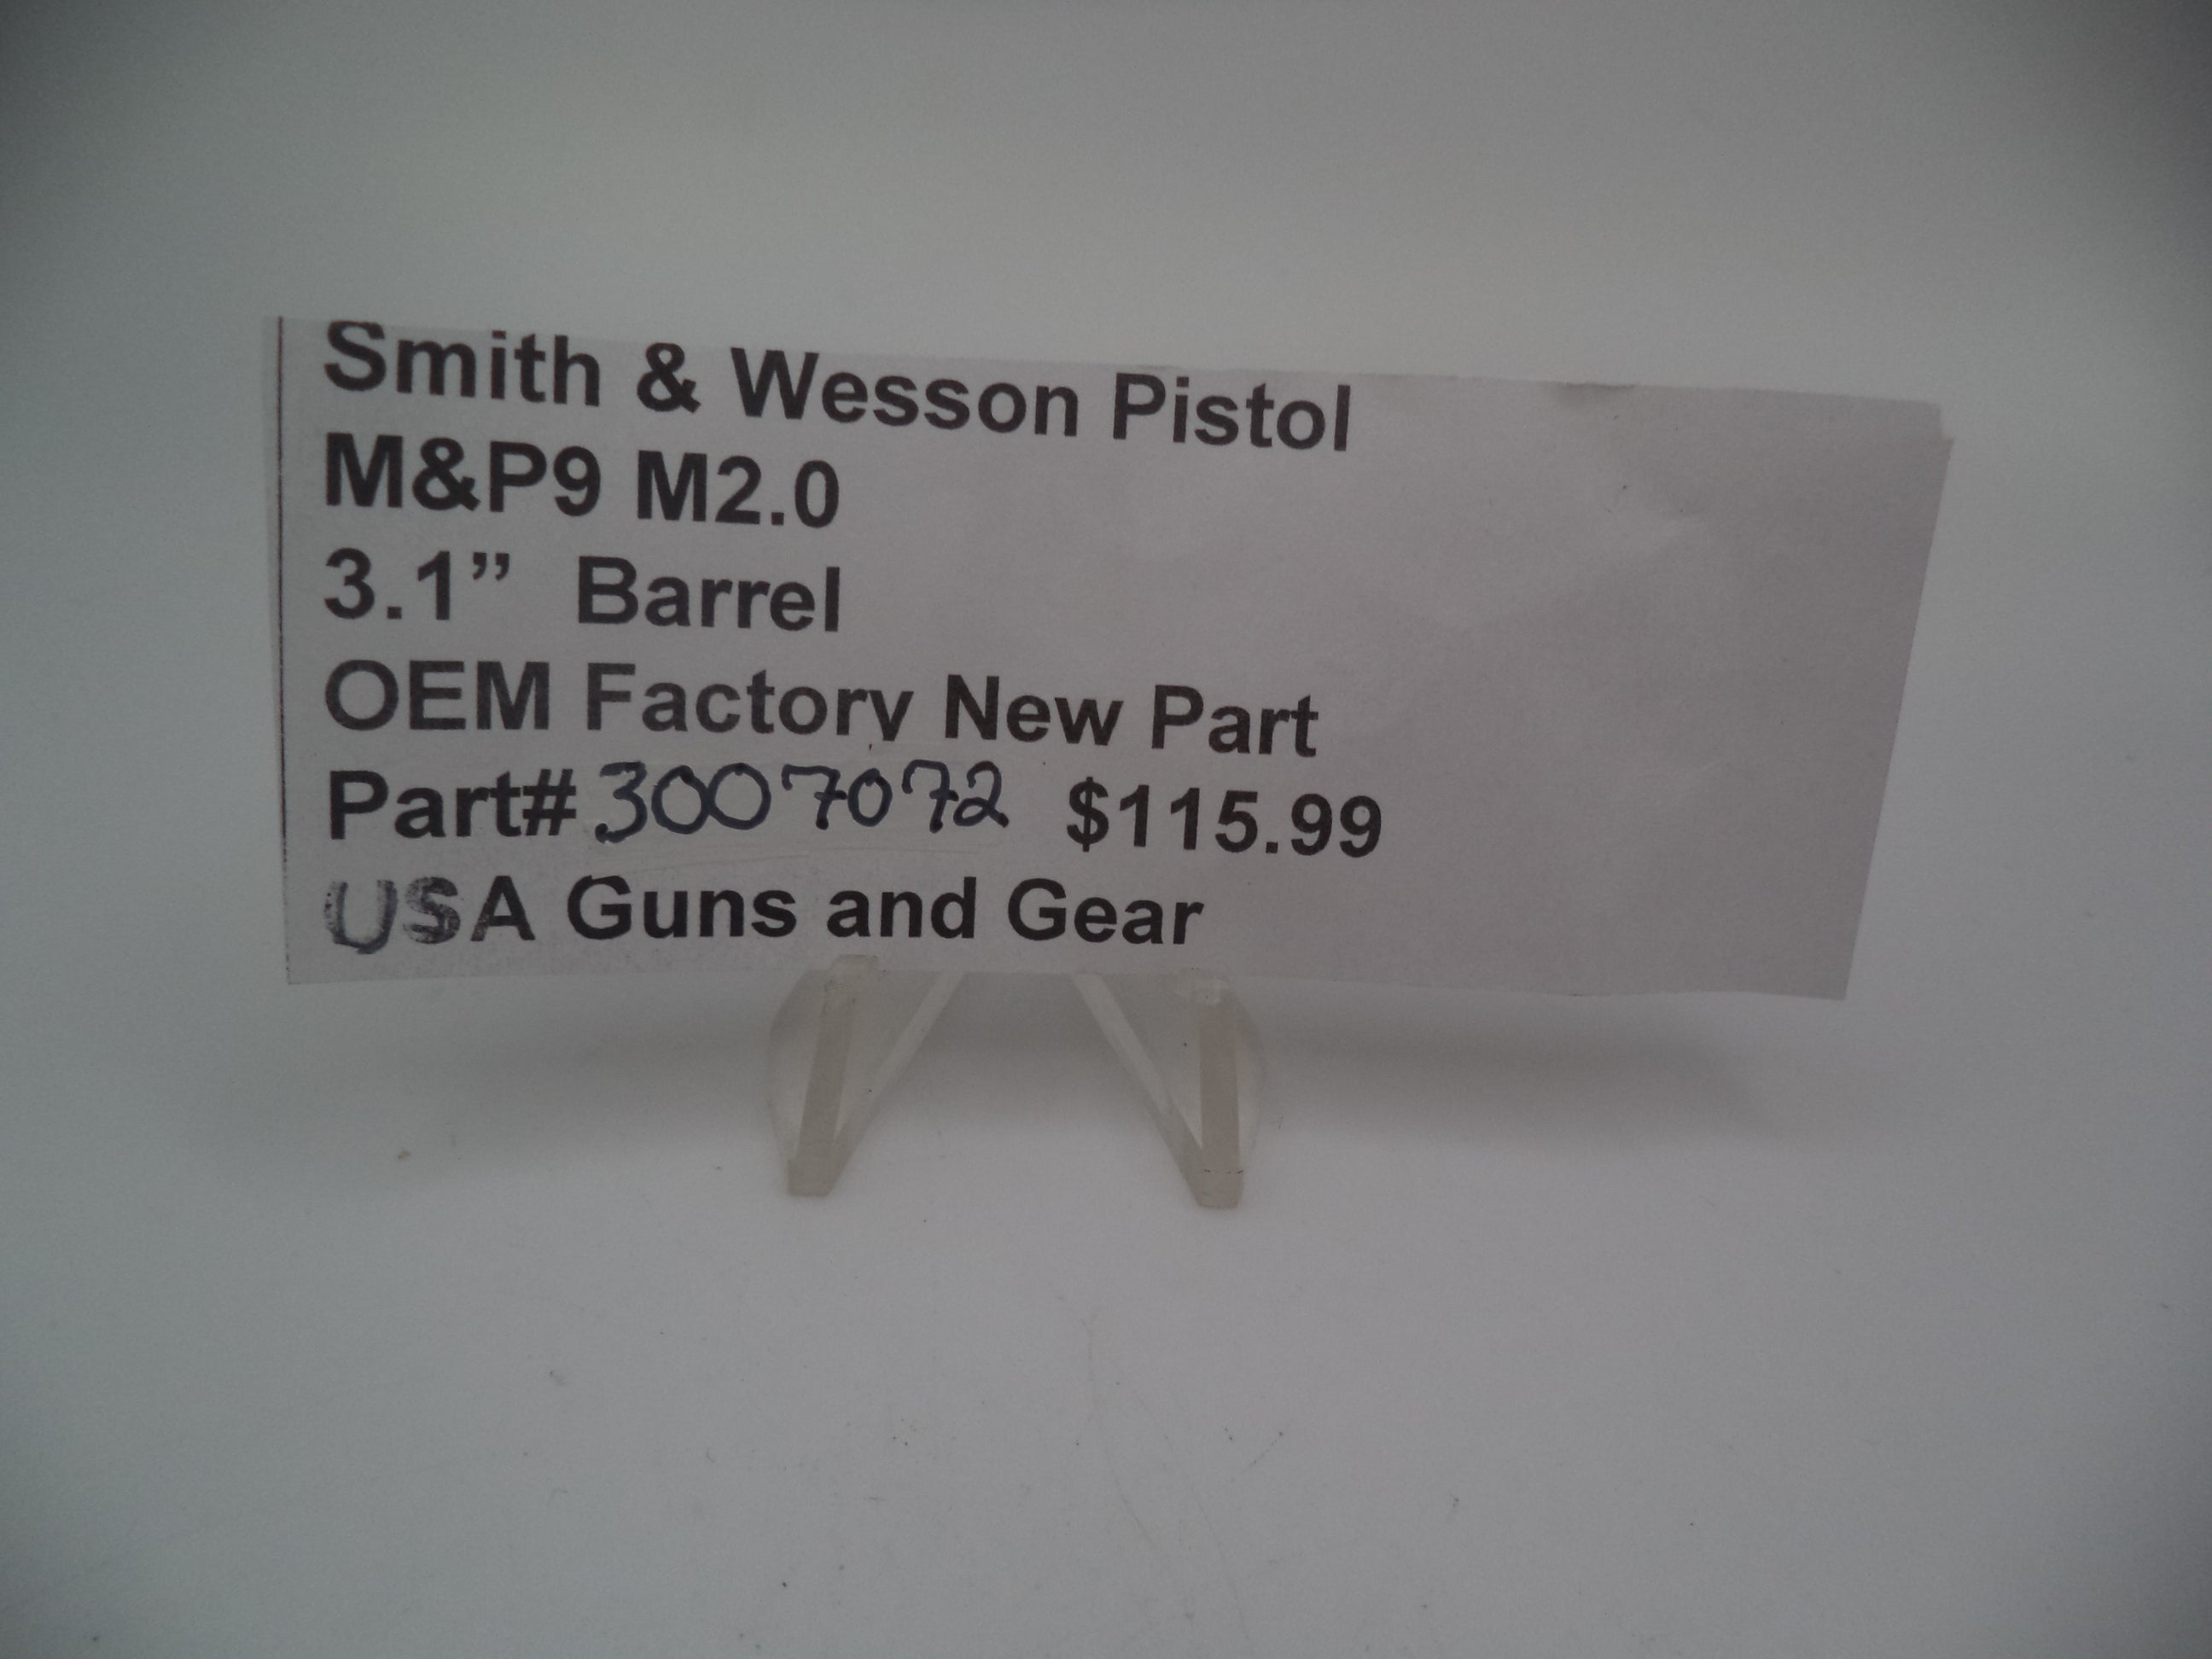 Smith & Wesson Pistol
M&P9 M2.0
3.1” Barrel
OEM Factory New Part
Part# 3007072 $115.99
USA Guns and Gear